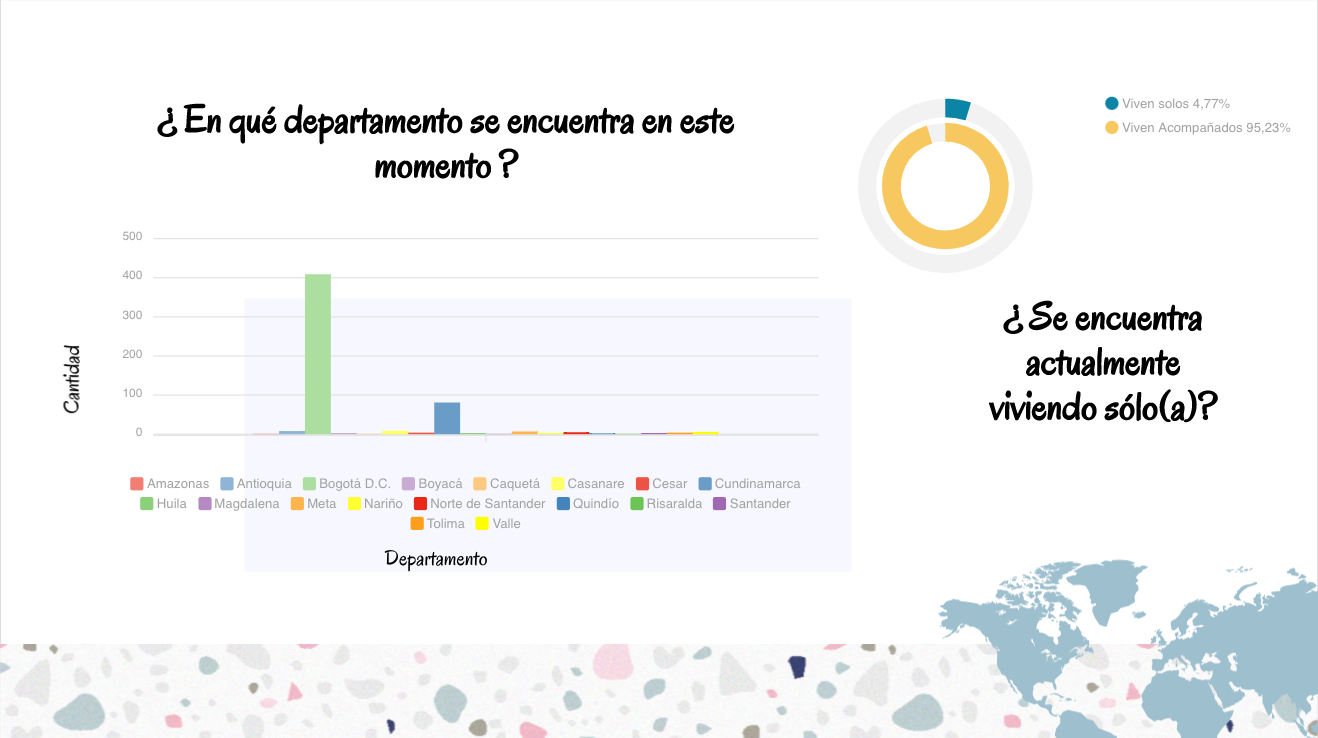 ¿ En qué departamento se encuentra en este
momento ?
500
400
300
200
100
0
Cantidad
Amazonas Antioquia Bogotá D.C. Boyacá Caquetá Casanare Cesar Cundinamarca
Huila Magdalena Meta Nariño Norte de Santander Quindío Risaralda Santander
Tolima Valle
Departamento
Viven solos 4,77%
Viven Acompañados 95,23%
¿ Se encuentra
actualmente
viviendo sólo(a)?